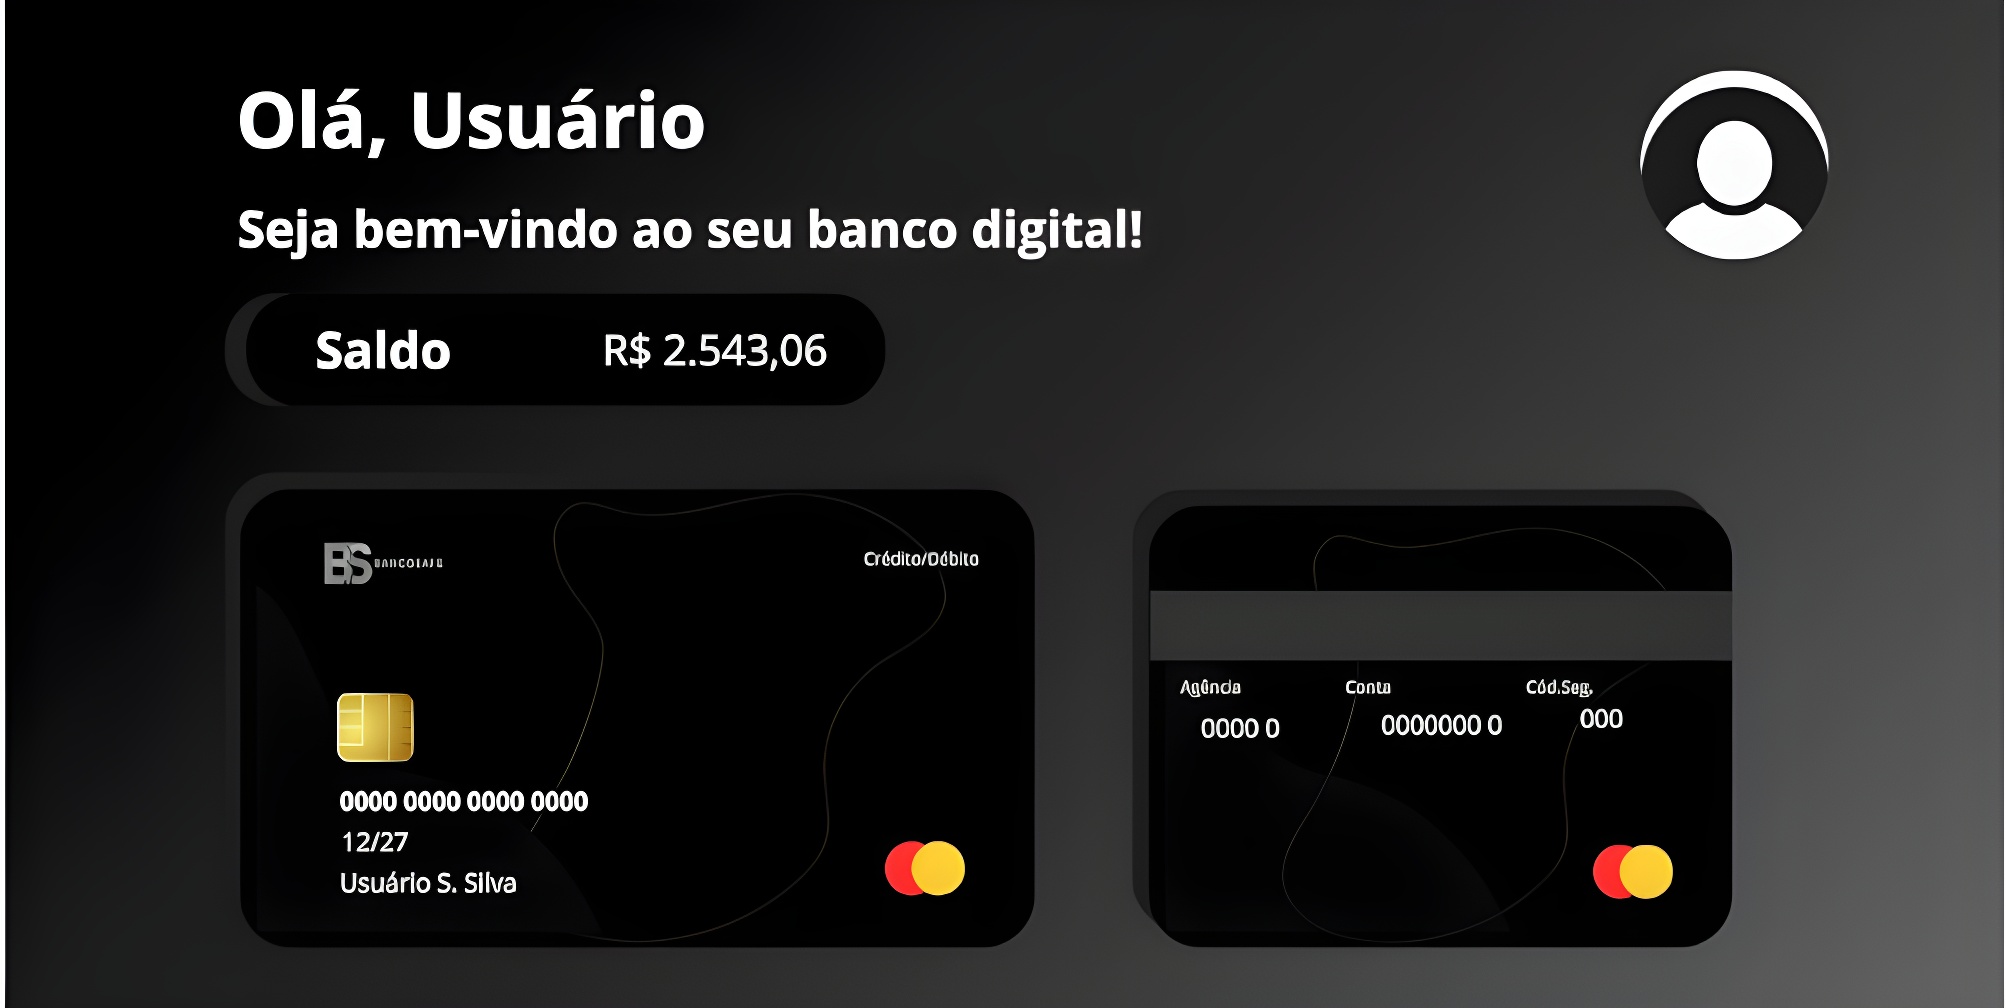 Olá, Usuário
Seja bem-vindo ao seu banco digital!
Saldo R$ 2.543,06
BS
Crédito/Débito
0000 0000 0000 0000
12/27
Usuário S. Silva
Agência Conta Cód.Seg.
0000 0 0000000 0 000